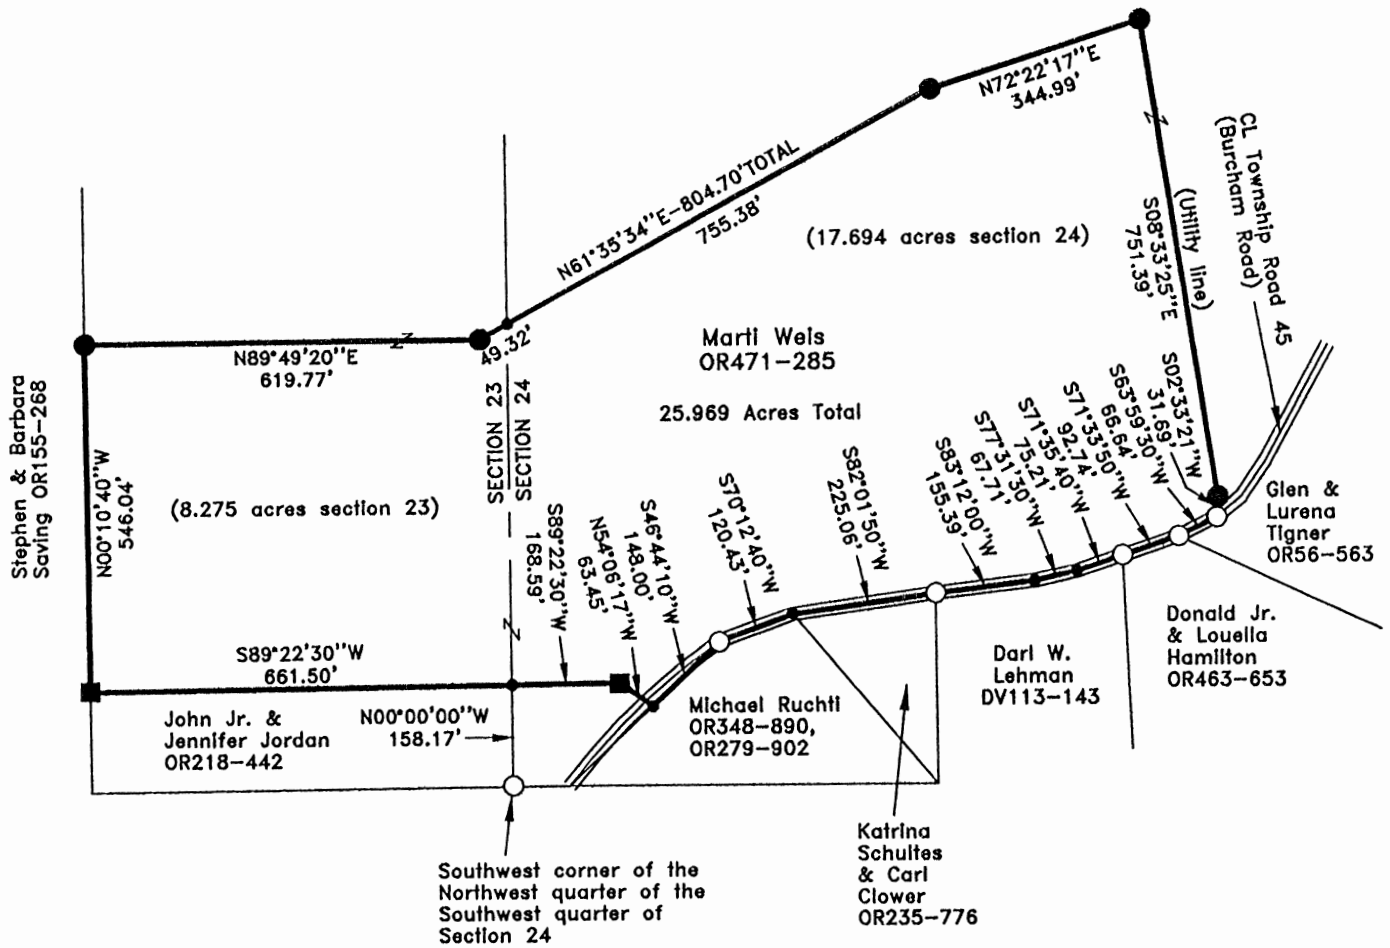 N72°22'17"E
344.99'
N61°35'34"E-804.70'TOTAL
755.38'
(17.694 acres section 24)
S08°33'25"E
751.39'
(Utility line)
CL Township Road 45
(Burcham Road)
49.32'
N89°49'20"E
619.77'
Marti Weis
OR471-285
25.969 Acres Total
SECTION 23
SECTION 24
Stephen & Barbara
Saving OR155-268
N00°10'40"W
546.04'
(8.275 acres section 23)
S89°22'30"W
168.59'
N54°06'17"W
63.45'
S46°44'10"W
148.00'
S70°12'40"W
120.43'
S82°01'50"W
225.06'
S83°12'00"W
155.39'
S77°31'30"W
67.71'
S71°35'40"W
75.21'
S71°33'50"W
92.74'
S63°59'30"W
66.64'
S02°33'21"W
31.69'
Glen &
Lurena
Tigner
OR56-563
S89°22'30"W
661.50'
John Jr. &
Jennifer Jordan
OR218-442
N00°00'00"W
158.17'
Michael Ruchti
OR348-890,
OR279-902
Darl W.
Lehman
DV113-143
Donald Jr.
& Louella
Hamilton
OR463-653
Katrina
Schultes
& Carl
Clower
OR235-776
Southwest corner of the
Northwest quarter of the
Southwest quarter of
Section 24